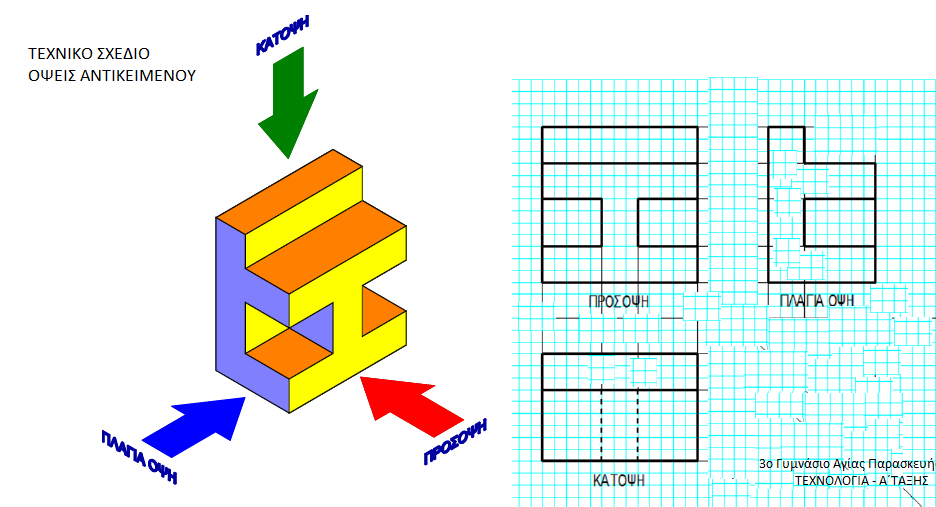 ΤΕΧΝΙΚΟ ΣΧΕΔΙΟ
ΟΨΕΙΣ ΑΝΤΙΚΕΙΜΕΝΟΥ
ΚΑΤΟΨΗ
ΠΛΑΓΙΑ ΟΨΗ
ΠΡΟΣΟΨΗ
ΠΡΟΣΟΨΗ
ΠΛΑΓΙΑ ΟΨΗ
ΚΑΤΟΨΗ
3ο Γυμνάσιο Αγίας Παρασκευή
ΤΕΧΝΟΛΟΓΙΑ - Α΄ΤΑΞΗΣ